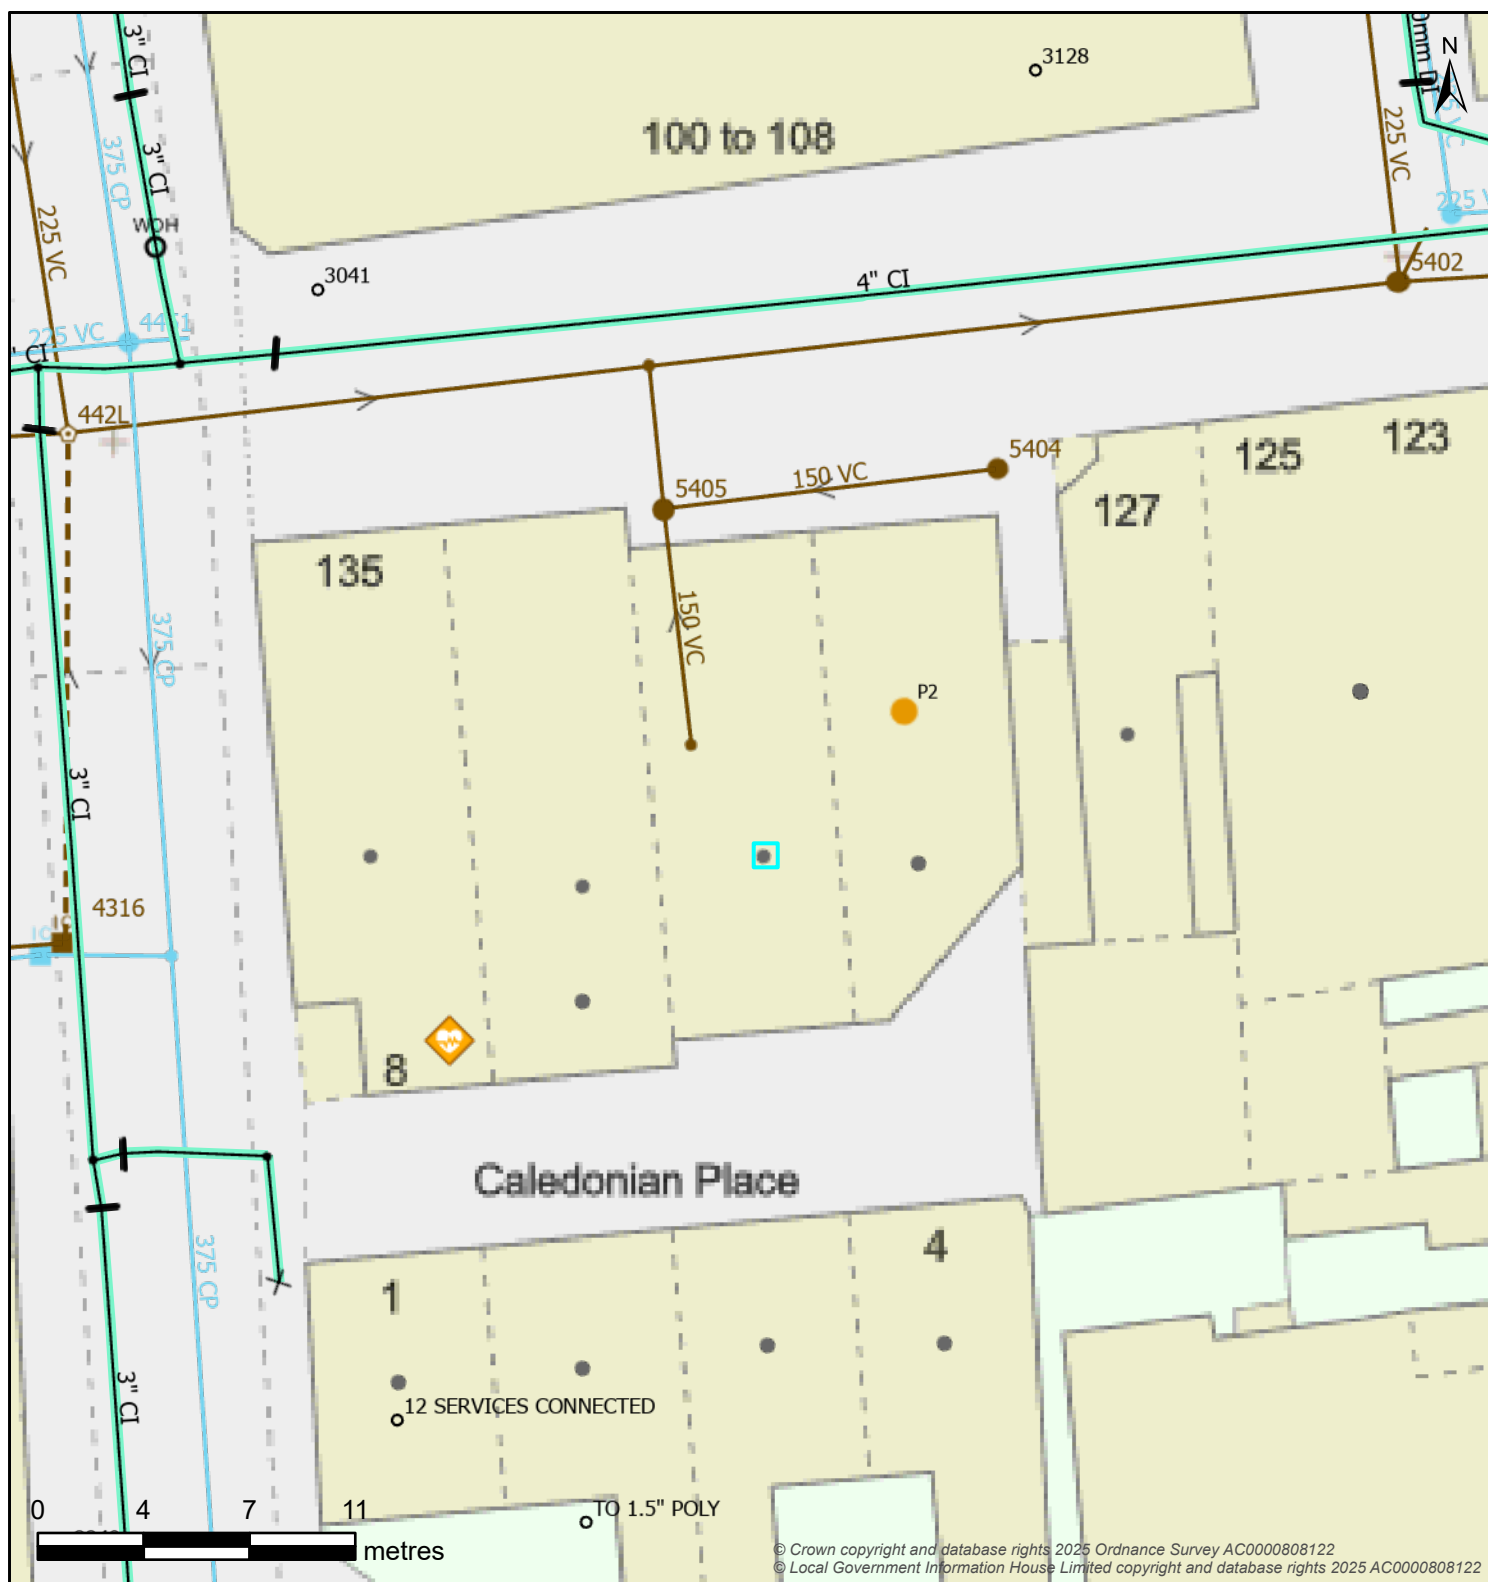 3" CI
0mm DI
N
3128
100 to 108
375 CP
3" CI
225 VC
225 VC
WOH
225 V
5402
3041
4" CI
225 VC
" CI
442L
5404
123
125
150 VC
5405
127
135
375 CP
150 VC
P2
3" CI
4316
8
Caledonian Place
375 CP
1
4
3" CI
12 SERVICES CONNECTED
TO 1.5" POLY
0 4 7 11
metres
© Crown copyright and database rights 2025 Ordnance Survey AC0000808122
© Local Government Information House Limited copyright and database rights 2025 AC0000808122